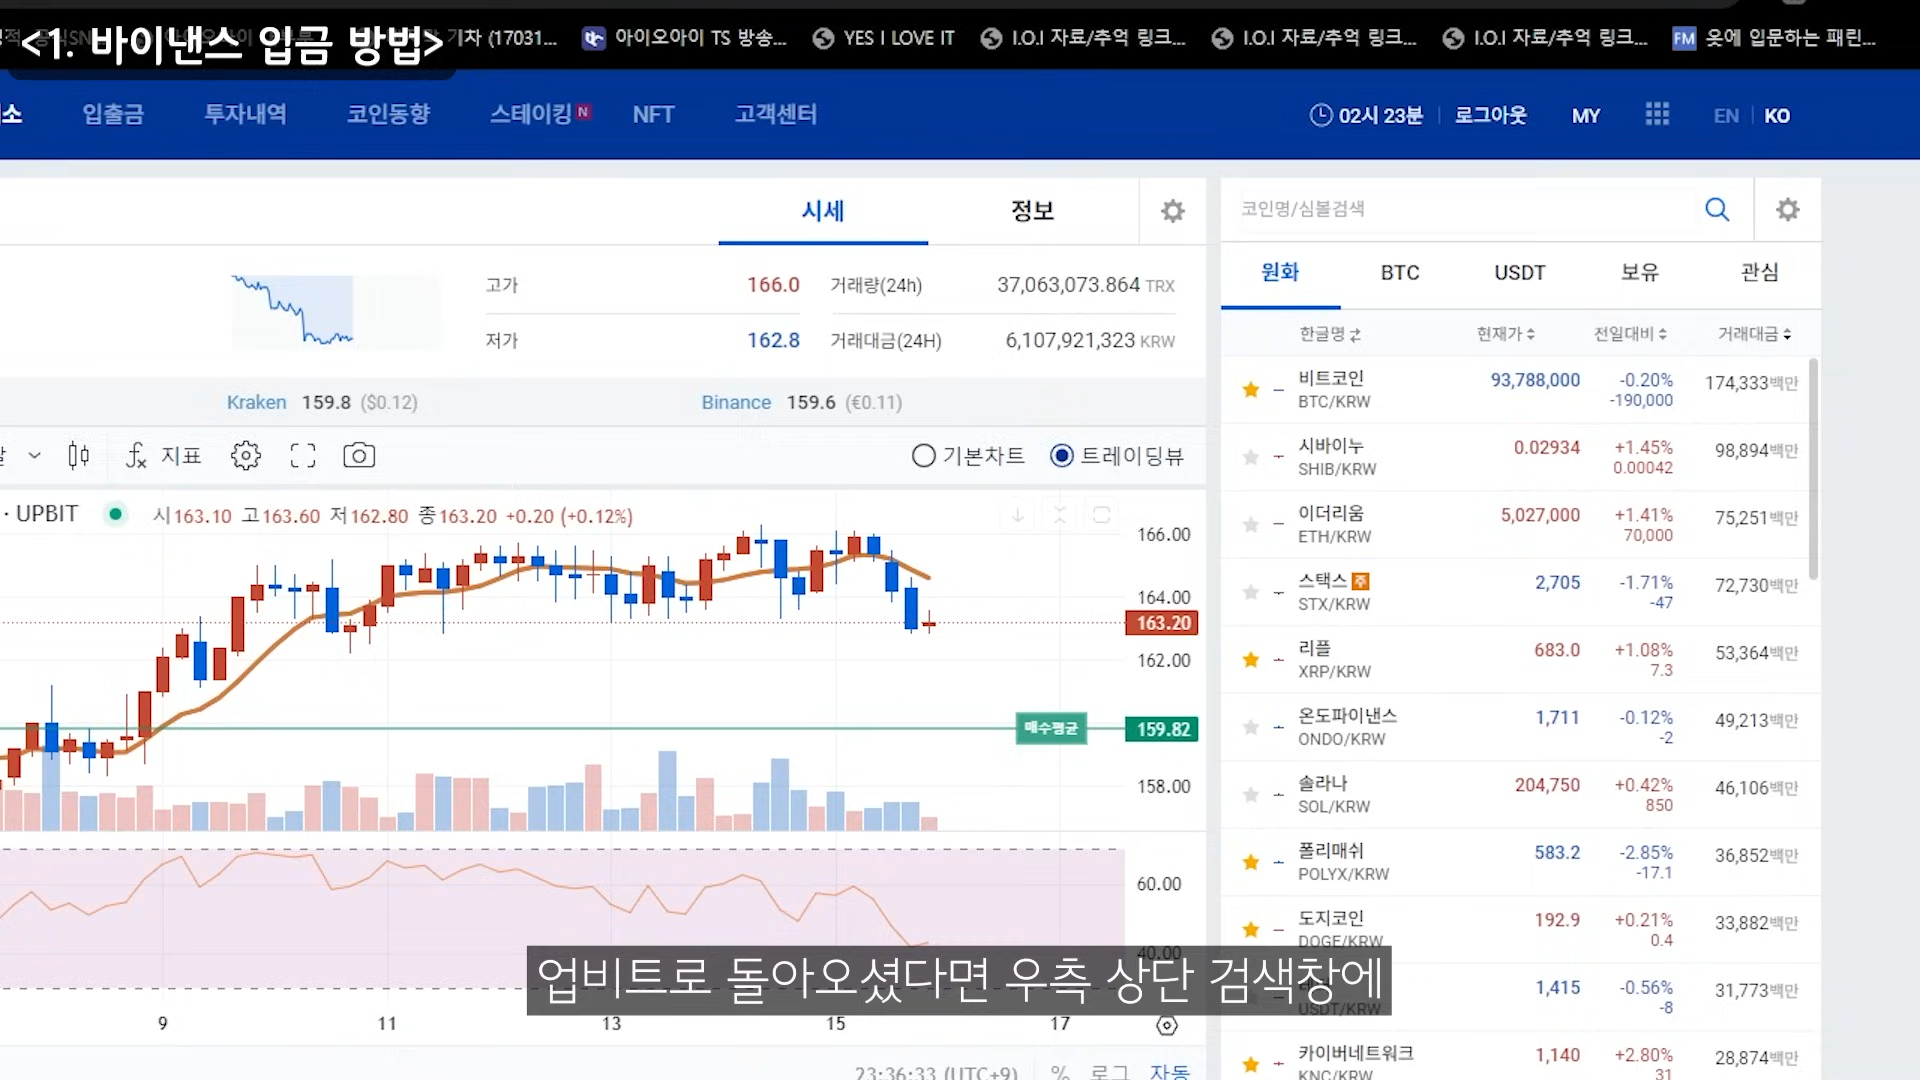 <1. 바이낸스 입금 방법>
기차 (17031...
아이오아이 TS 방송...
YES I LOVE IT
I.O.I 자료/추억 링크...
I.O.I 자료/추억 링크...
I.O.I 자료/추억 링크...
FM 옷에 입문하는 패린...
소 입출금 투자내역 코인동향 스테이킹 N NFT 고객센터
02시 23분 로그아웃 MY EN KO
시세 정보
고가 166.0 거래량(24h) 37,063,073.864 TRX
저가 162.8 거래대금(24H) 6,107,921,323 KRW
Kraken 159.8 ($0.12) Binance 159.6 (€0.11)
지표 기본차트 트레이딩뷰
· UPBIT 시163.10 고163.60 저162.80 종163.20 +0.20 (+0.12%)
166.00
164.00
163.20
162.00
매수평균 159.82
158.00
60.00
40.00
9 11 13 15 17
23:36:33 (UTC+9) % 로그 자동
코인명/심볼검색
원화 BTC USDT 보유 관심
한글명 현재가 전일대비 거래대금
비트코인 93,788,000 -0.20% 174,333백만
BTC/KRW -190,000
시바이누 0.02934 +1.45% 98,894백만
SHIB/KRW 0.00042
이더리움 5,027,000 +1.41% 75,251백만
ETH/KRW 70,000
스택스 주 2,705 -1.71% 72,730백만
STX/KRW -47
리플 683.0 +1.08% 53,364백만
XRP/KRW 7.3
온도파이낸스 1,711 -0.12% 49,213백만
ONDO/KRW -2
솔라나 204,750 +0.42% 46,106백만
SOL/KRW 850
폴리매쉬 583.2 -2.85% 36,852백만
POLYX/KRW -17.1
도지코인 192.9 +0.21% 33,882백만
DOGE/KRW 0.4
1,415 -0.56% 31,773백만
USDT/KRW -8
카이버네트워크 1,140 +2.80% 28,874백만
KNC/KRW 31
업비트로 돌아오셨다면 우측 상단 검색창에